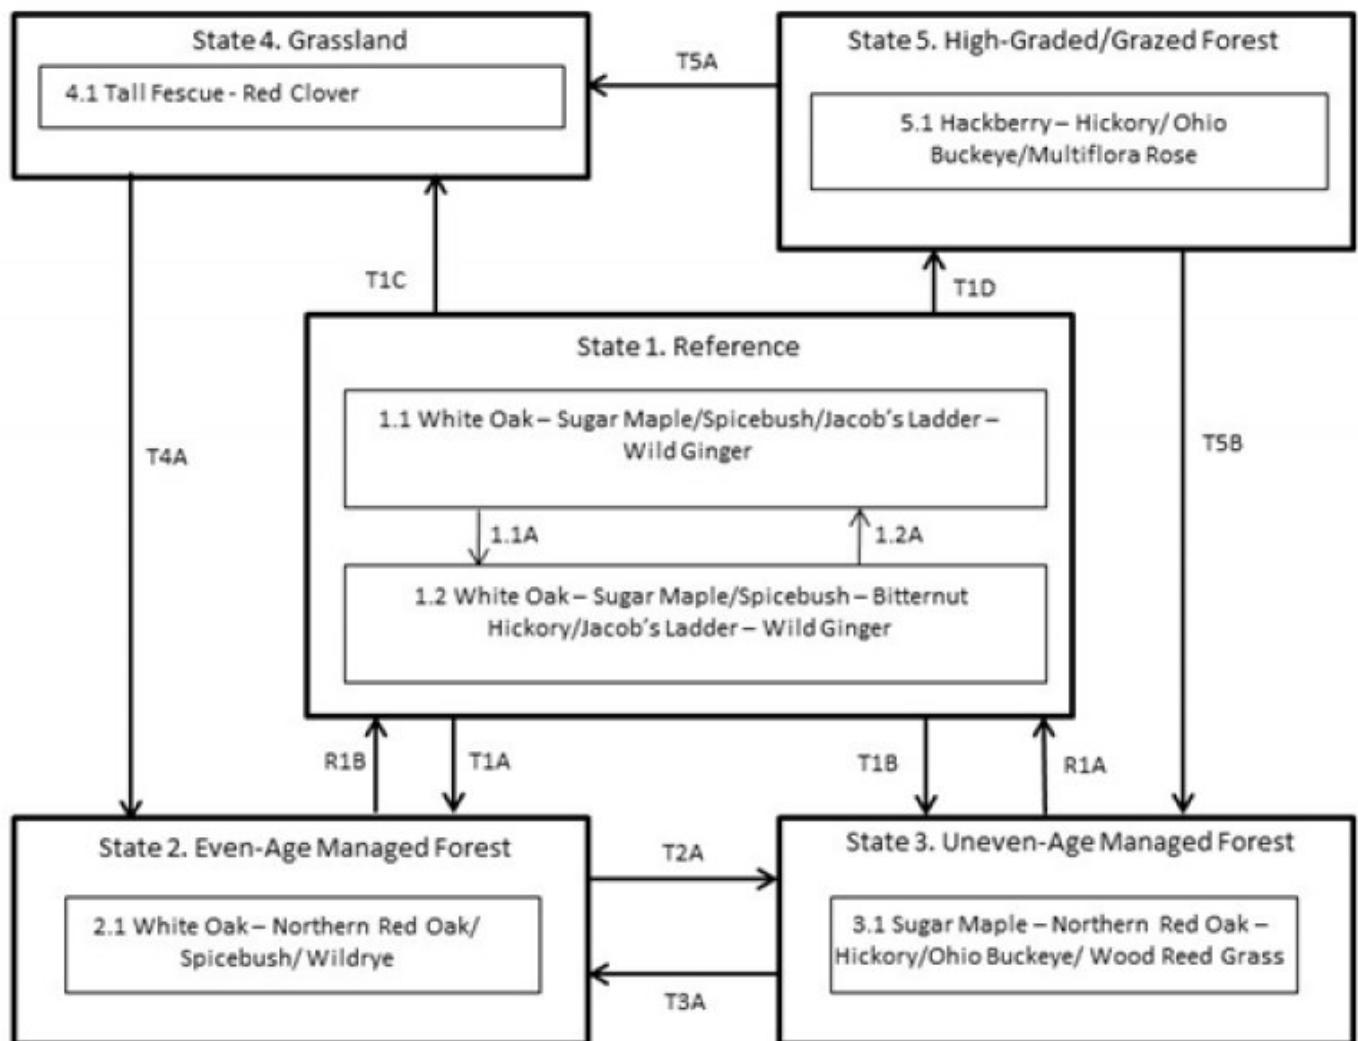 State 4. Grassland
4.1 Tall Fescue - Red Clover
T5A
State 5. High-Graded/Grazed Forest
5.1 Hackberry – Hickory/ Ohio
Buckeye/Multiflora Rose
T1C
T1D
State 1. Reference
1.1 White Oak – Sugar Maple/Spicebush/Jacob's Ladder –
Wild Ginger
T4A
T5B
1.1A
1.2A
1.2 White Oak – Sugar Maple/Spicebush – Bitternut
Hickory/Jacob's Ladder – Wild Ginger
R1B
T1A
T1B
R1A
State 2. Even-Age Managed Forest
2.1 White Oak – Northern Red Oak/
Spicebush/ Wildrye
T2A
T3A
State 3. Uneven-Age Managed Forest
3.1 Sugar Maple – Northern Red Oak –
Hickory/Ohio Buckeye/ Wood Reed Grass